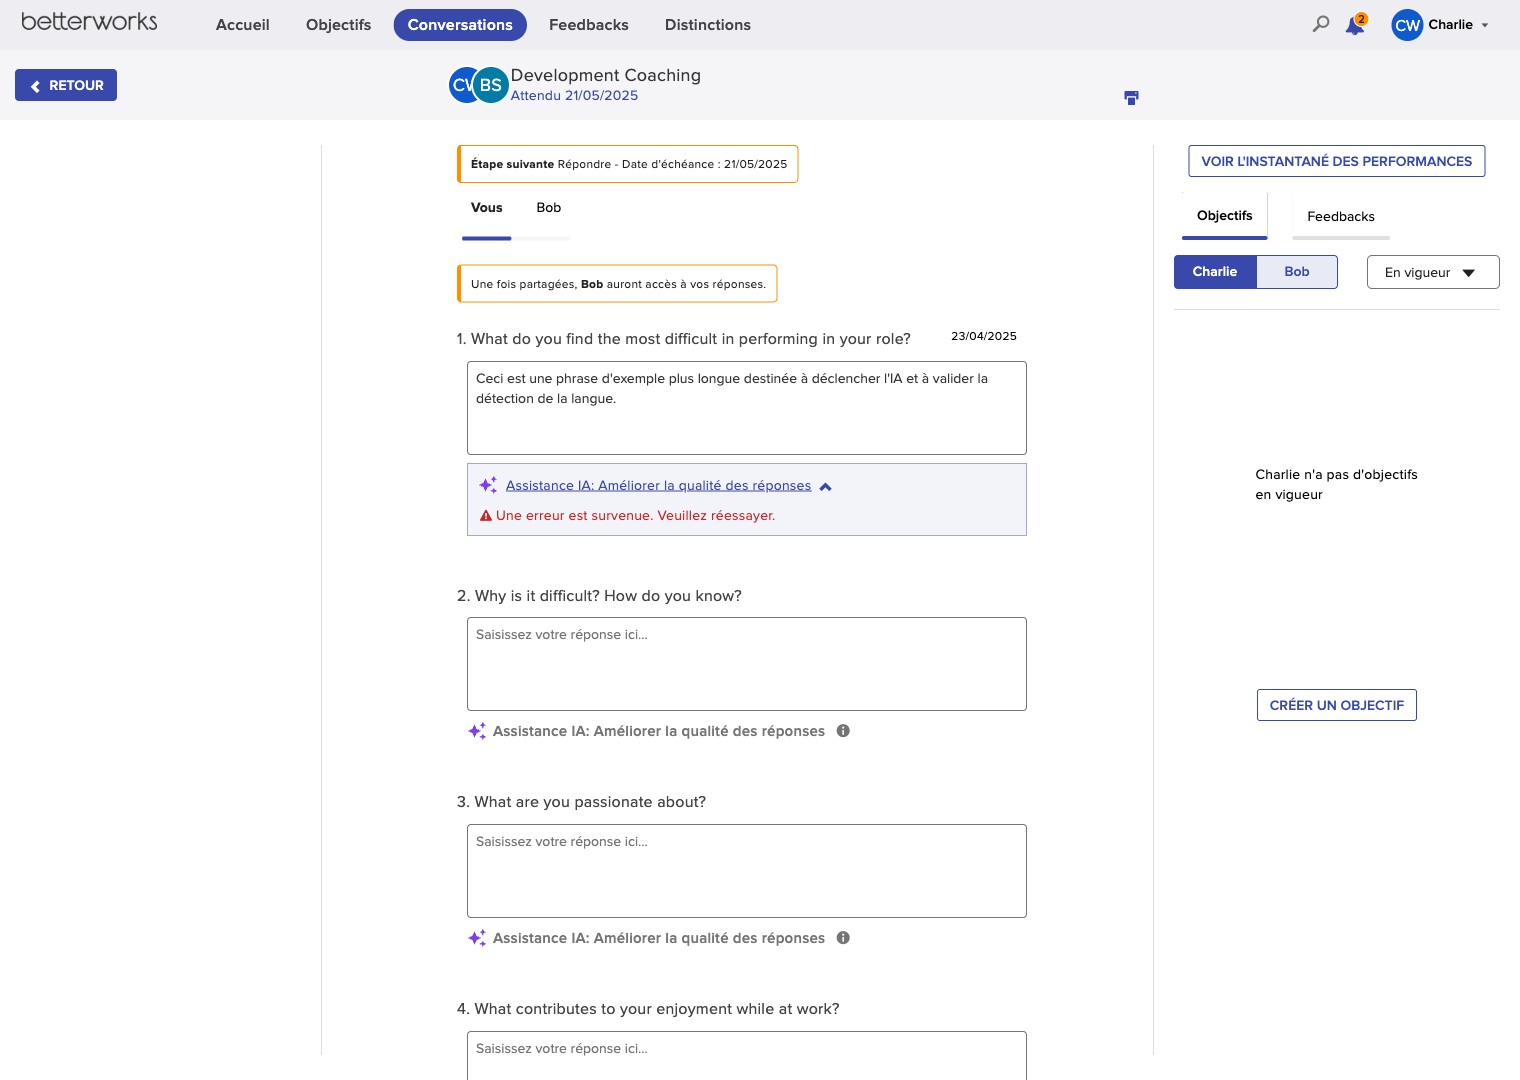 betterworks
Accueil
Objectifs
Conversations
Feedbacks
Distinctions
2
CW
Charlie
RETOUR
BS
Development Coaching
Attendu 21/05/2025
Étape suivante Répondre - Date d'échéance : 21/05/2025
Vous
Bob
Une fois partagées, Bob auront accès à vos réponses.
1. What do you find the most difficult in performing in your role?
23/04/2025
Ceci est une phrase d'exemple plus longue destinée à déclencher l'IA et à valider la
détection de la langue.
Assistance IA: Améliorer la qualité des réponses
Une erreur est survenue. Veuillez réessayer.
2. Why is it difficult? How do you know?
Saisissez votre réponse ici...
Assistance IA: Améliorer la qualité des réponses
3. What are you passionate about?
Saisissez votre réponse ici...
Assistance IA: Améliorer la qualité des réponses
4. What contributes to your enjoyment while at work?
Saisissez votre réponse ici...
VOIR L'INSTANTANÉ DES PERFORMANCES
Objectifs
Feedbacks
Charlie
Bob
En vigueur
Charlie n'a pas d'objectifs
en vigueur
CRÉER UN OBJECTIF